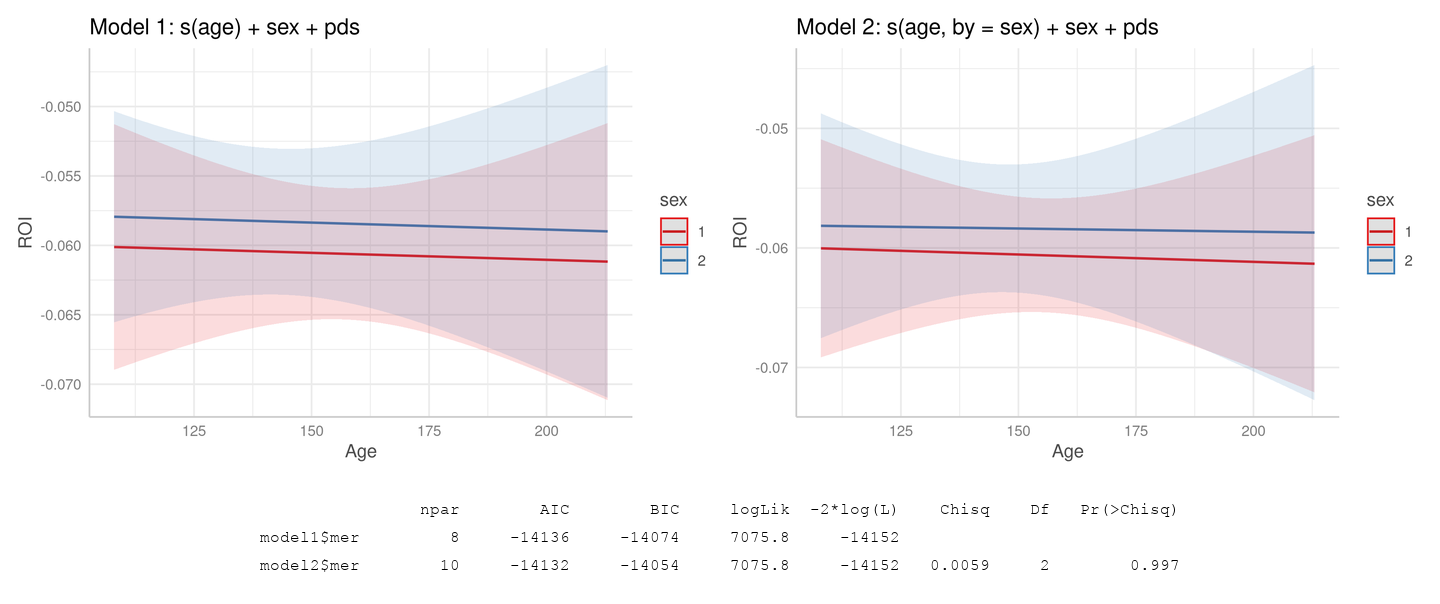 Model 1: s(age) + sex + pds
-0.050
-0.055
-0.060
-0.065
-0.070
ROI
125 150 175 200
Age
sex
1
2
Model 2: s(age, by = sex) + sex + pds
-0.05
-0.06
-0.07
ROI
125 150 175 200
Age
sex
1
2
npar AIC BIC logLik -2*log(L) Chisq Df Pr(>Chisq)
model1$mer 8 -14136 -14074 7075.8 -14152
model2$mer 10 -14132 -14054 7075.8 -14152 0.0059 2 0.997